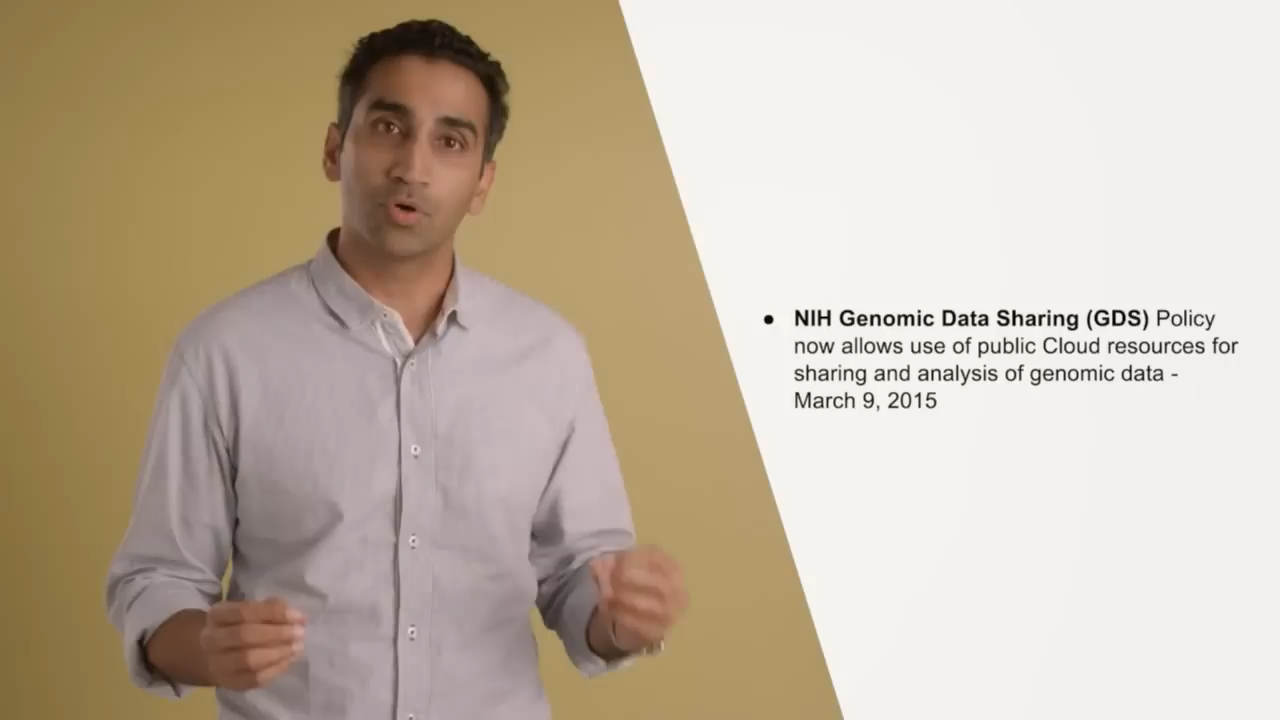 ● NIH Genomic Data Sharing (GDS) Policy
now allows use of public Cloud resources for
sharing and analysis of genomic data -
March 9, 2015